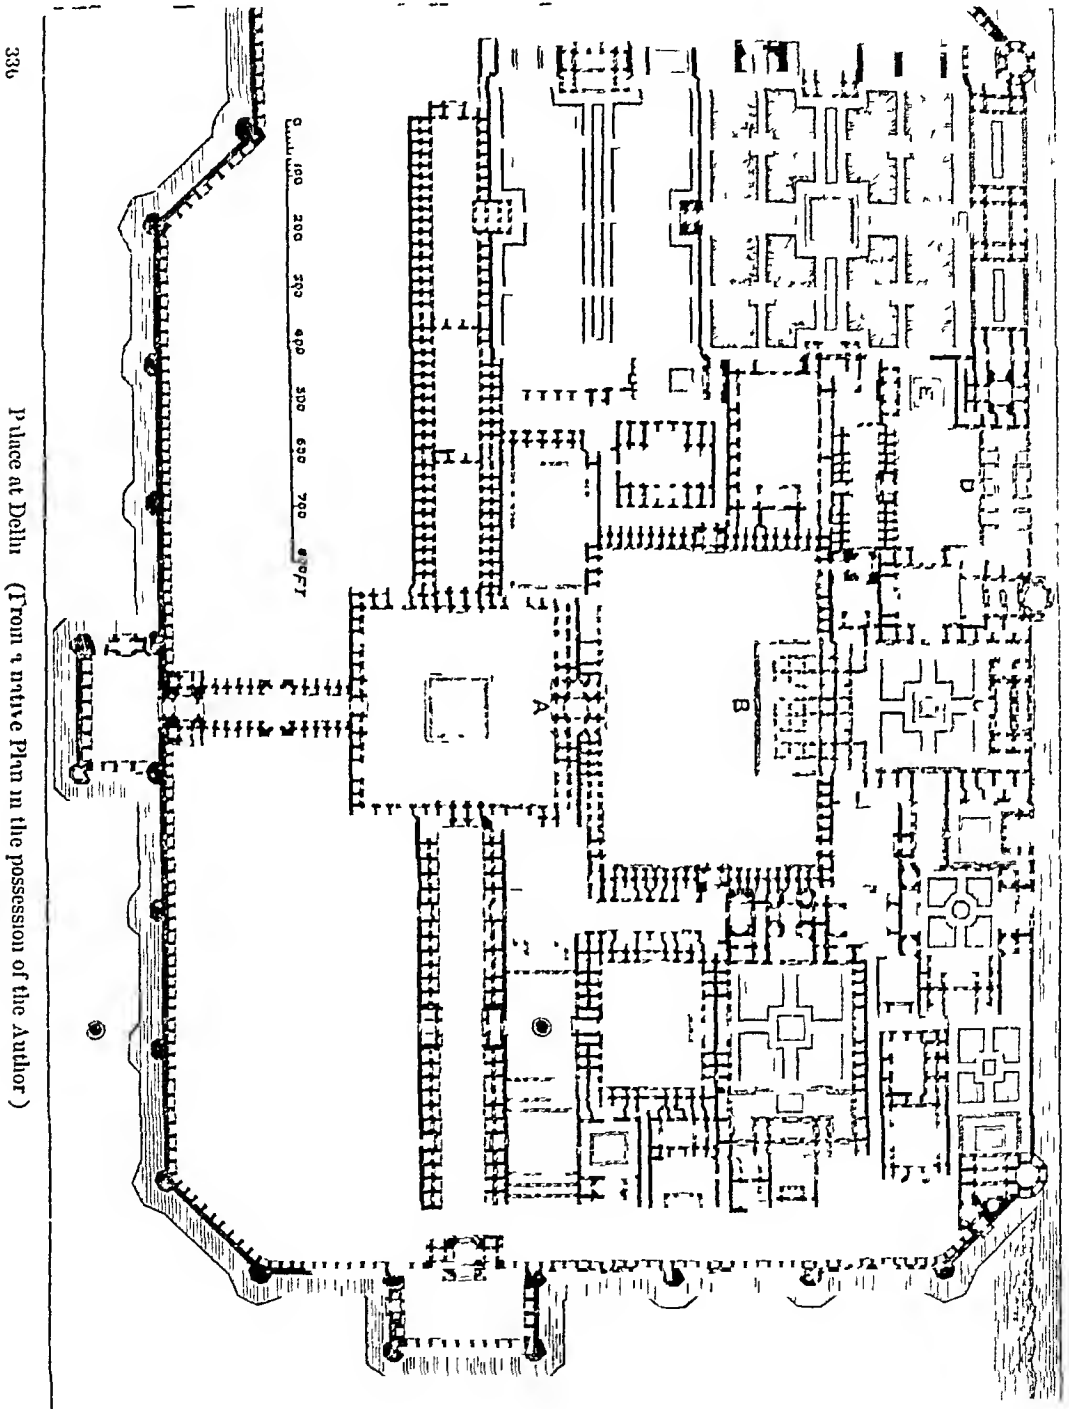 336
Palace at Delhi (From a native Plan in the possession of the Author)
0 100 200 300 400 500 600 700 800 FT
A
B
C
D
E